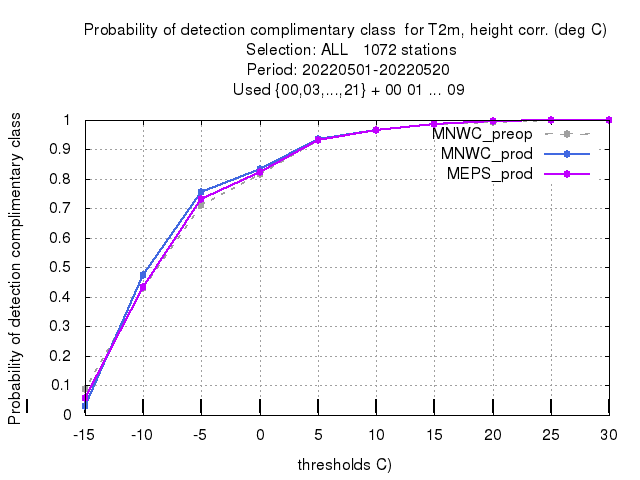 Probability of detection complimentary class  for T2m, height corr. (deg C)
Selection: ALL   1072 stations
Period: 20220501-20220520
Used {00,03,...,21} + 00 01 ... 09
Probability of detection complimentary class
1
0.9
0.8
0.7
0.6
0.5
0.4
0.3
0.2
0.1
0
MNWC_preop
MNWC_prod
MEPS_prod
-15 -10 -5 0 5 10 15 20 25 30
thresholds C)